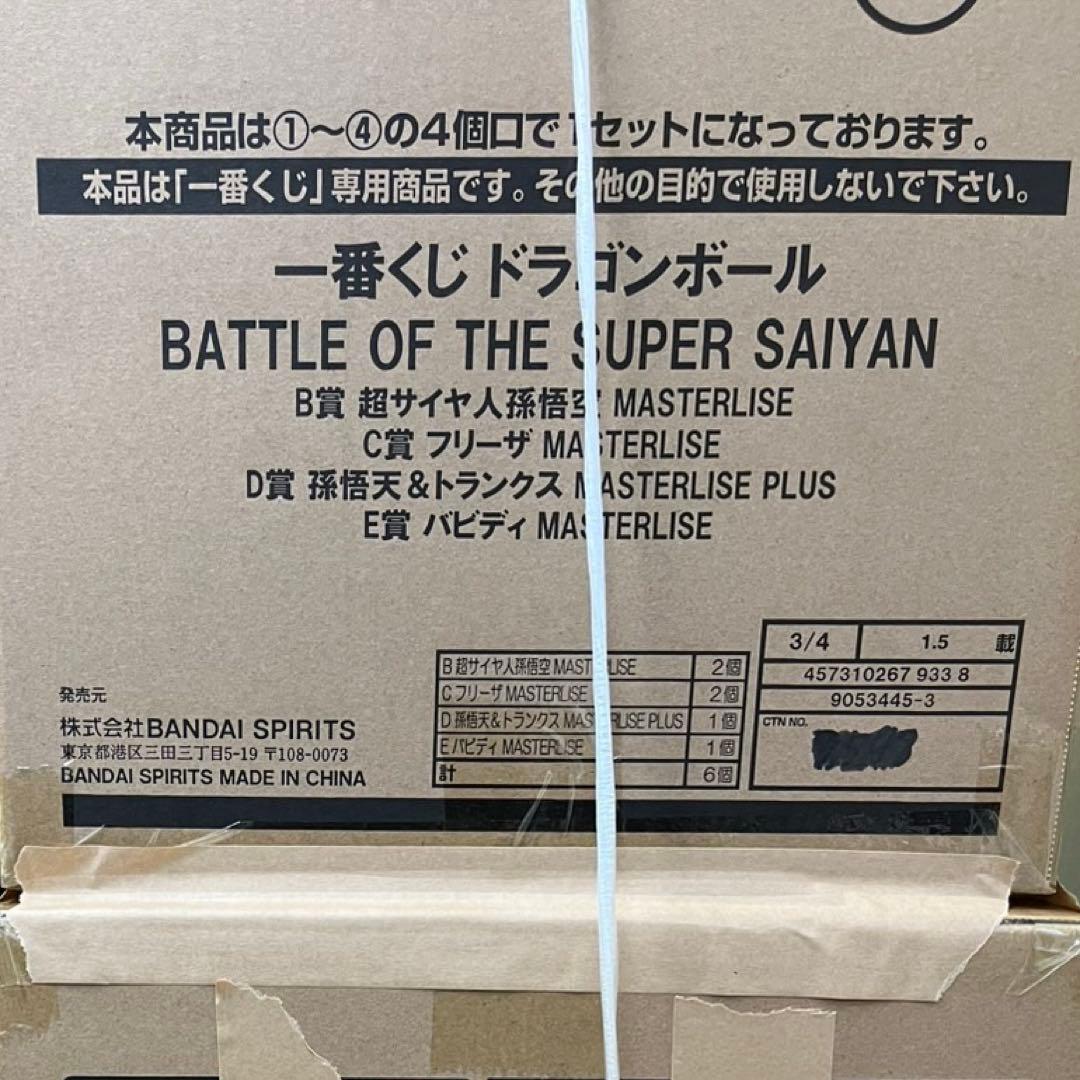 本商品は①〜④の4個口で1セットになっております。
本品は「一番くじ」専用商品です。その他の目的で使用しないで下さい。
一番くじ ドラゴンボール
BATTLE OF THE SUPER SAIYAN
B賞 超サイヤ人孫悟空 MASTERLISE
C賞 フリーザ MASTERLISE
D賞 孫悟天&トランクス MASTERLISE PLUS
E賞 バビディ MASTERLISE
3/4 1.5 載
457310267 933 8
9053445-3
CTN NO.
B 超サイヤ人孫悟空 MASTERLISE 2個
C フリーザ MASTERLISE 2個
D 孫悟天&トランクス MASTERLISE PLUS 1個
E バビディ MASTERLISE 1個
計 6個
発売元
株式会社BANDAI SPIRITS
東京都港区三田三丁目5-19 〒108-0073
BANDAI SPIRITS MADE IN CHINA